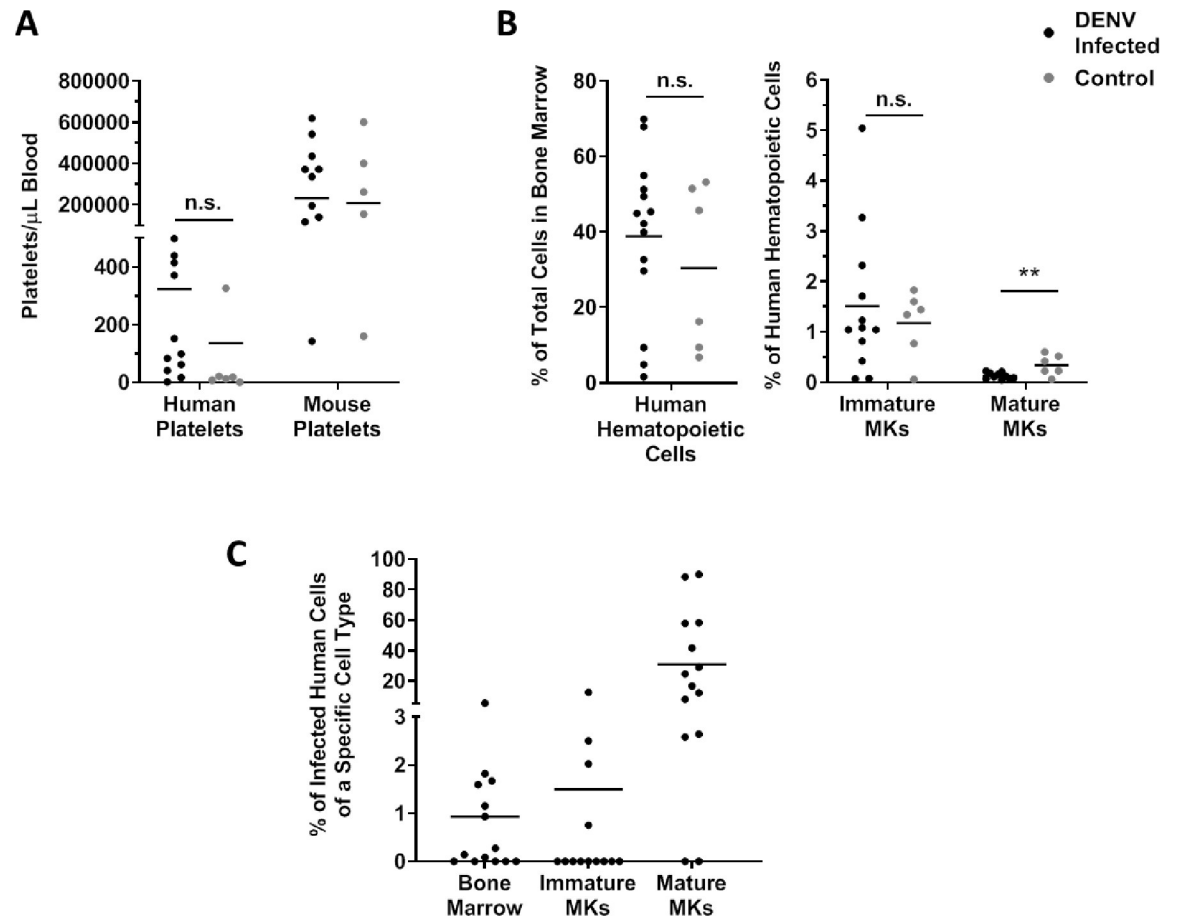 A
B
DENV
Infected
Control
Platelets/μL Blood
800000
600000
400000
200000
400
200
0
n.s.
Human
Platelets
Mouse
Platelets
% of Total Cells in Bone Marrow
80
60
40
20
0
n.s.
Human
Hematopoietic
Cells
% of Human Hematopoietic Cells
6
5
4
3
2
1
0
n.s.
**
Immature
MKs
Mature
MKs
C
% of Infected Human Cells
of a Specific Cell Type
100
80
60
40
20
3
2
1
0
Bone
Marrow
Immature
MKs
Mature
MKs